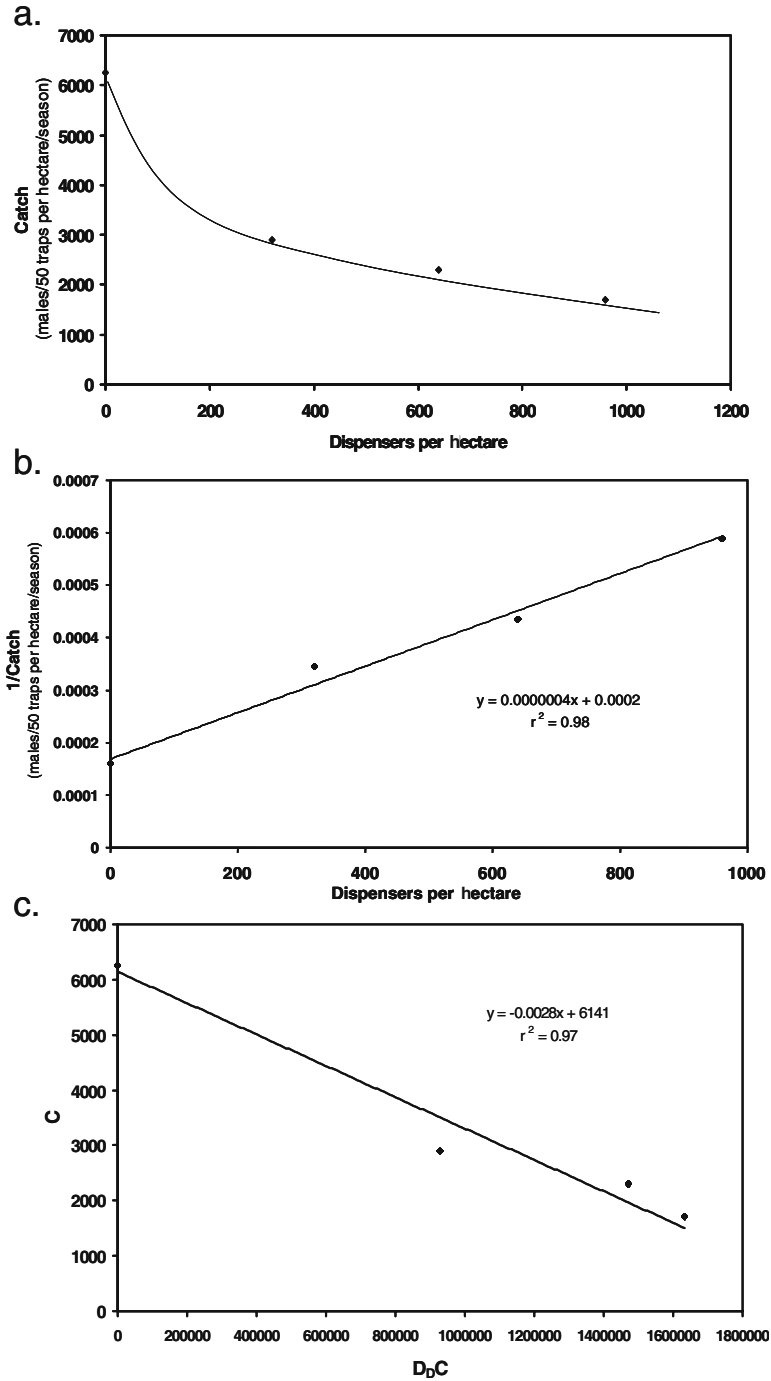 a.
7000
6000
5000
4000
3000
2000
1000
0
Catch
(males/50 traps per hectare/season)
0 200 400 600 800 1000 1200
Dispensers per hectare
b.
0.0007
0.0006
0.0005
0.0004
0.0003
0.0002
0.0001
0
1/Catch
(males/50 traps per hectare/season)
y = 0.0000004x + 0.0002
r² = 0.98
0 200 400 600 800 1000
Dispensers per hectare
c.
7000
6000
5000
4000
3000
2000
1000
0
C
y = -0.0028x + 6141
r² = 0.97
0 200000 400000 600000 800000 1000000 1200000 1400000 1600000 1800000
D_DC